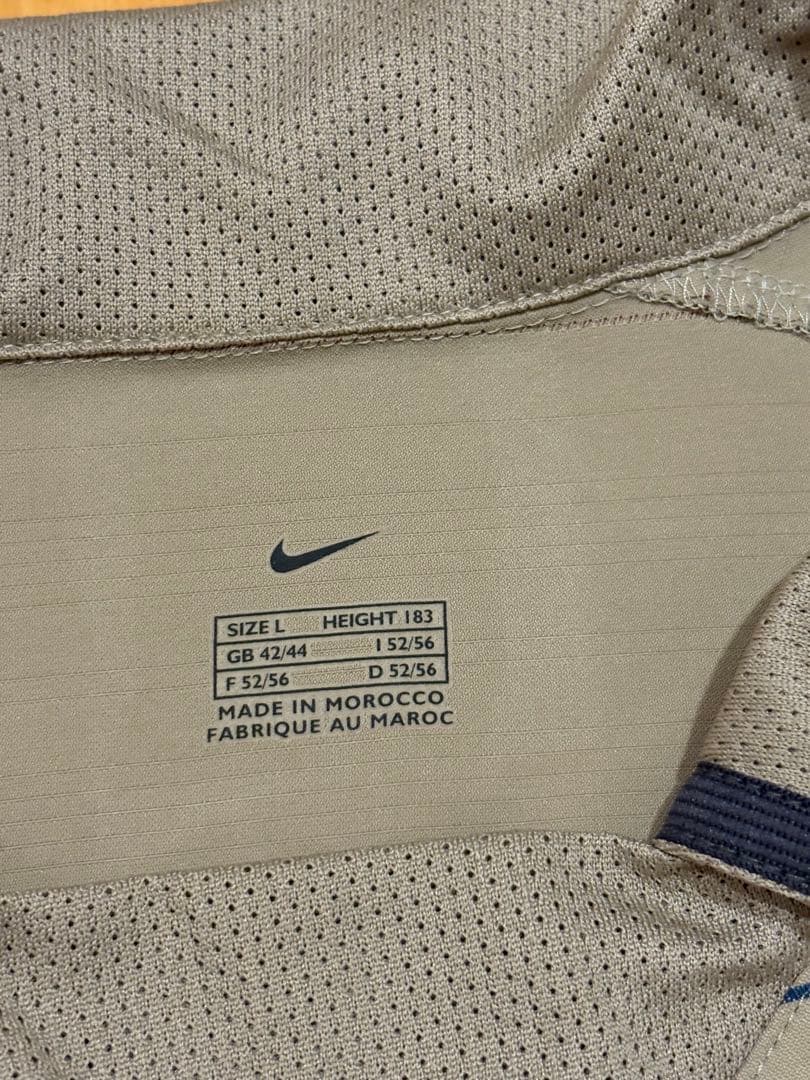 SIZE L HEIGHT 183
GB 42/44 I 52/56
F 52/56 D 52/56
MADE IN MOROCCO
FABRIQUE AU MAROC